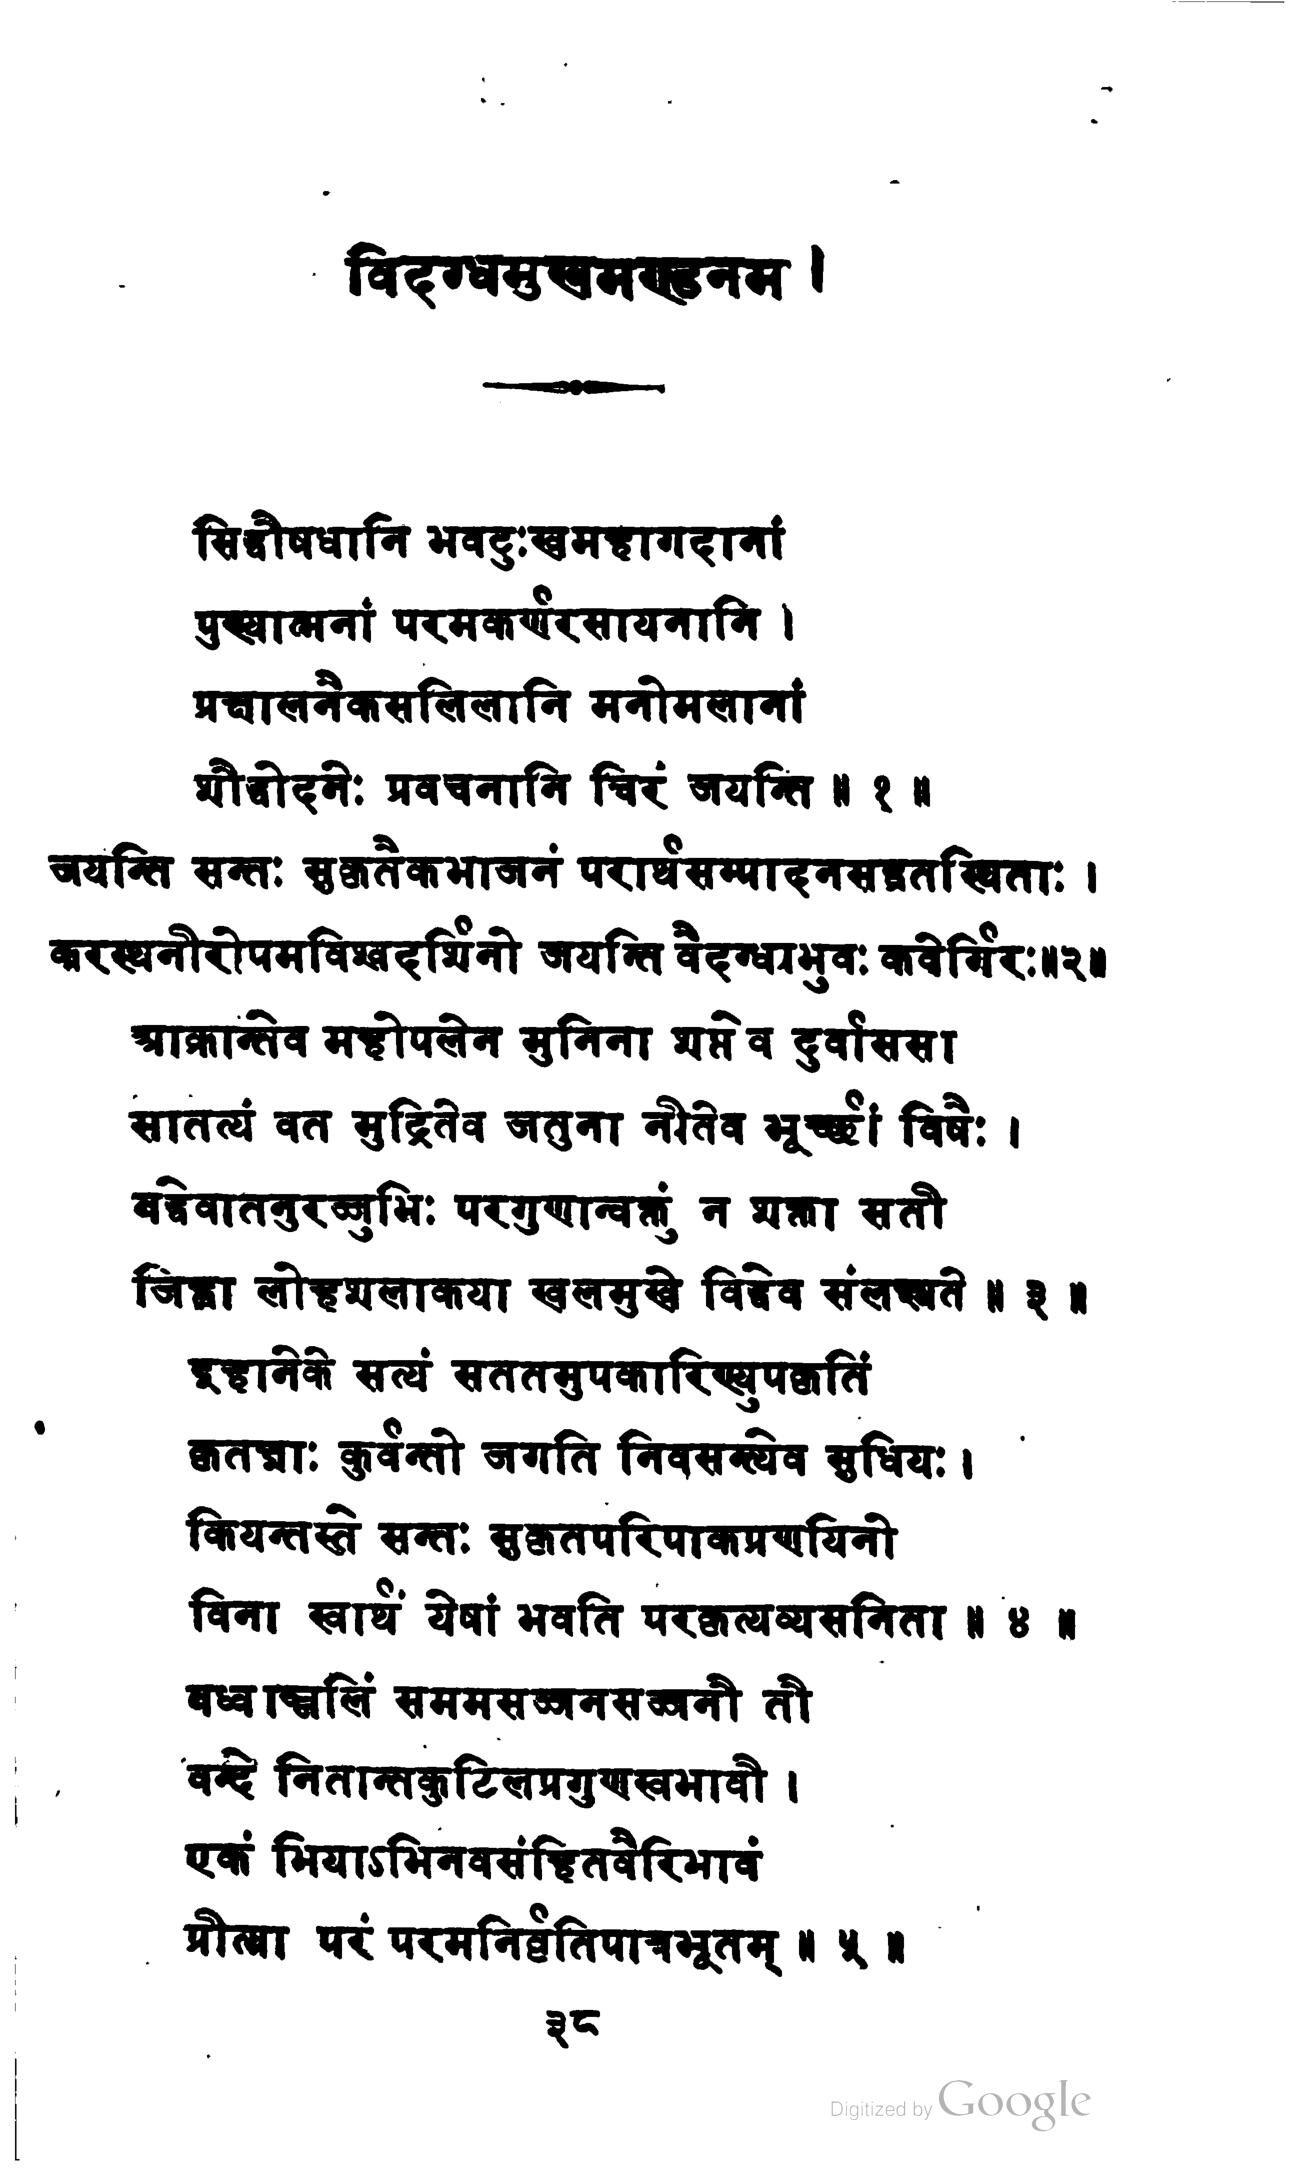 विदग्धमुखमण्डनम ।
सिद्धौषधानि भवदुःखमहागदानां
पुण्यात्मनां परमकर्णरसायनानि ।
प्रक्षालनैकसलिलानि मनोमलानां
शौद्धोदनेः प्रवचनानि चिरं जयन्ति ॥ १ ॥
जयन्ति सन्तः सुकृतैकभाजनं परार्थसम्पादनसद्व्रतस्थिताः ।
करस्थनीरोपमविश्वदर्शिनो जयन्ति वैदग्ध्यभुवः कवेर्गिरः॥२॥
आक्रान्तेव महोपलेन मुनिना शप्तेव दुर्वाससा
सातत्यं वत मुद्रितेव जतुना नीतेव भूर्च्छां विषैः ।
बद्धेवातनुरज्जुभिः परगुणान्वक्तुं न शक्ता सती
जिह्वा लोहशलाकया खलमुखे विद्धेव संलक्ष्यते ॥ ३ ॥
इहानेके सत्यं सततमुपकारिण्युपकृतिं
कृतज्ञाः कुर्वन्तो जगति निवसन्त्येव सुधियः ।
कियन्तस्ते सन्तः सुकृतपरिपाकप्रणयिनो
विना स्वार्थं येषां भवति परकृत्यव्यसनिता ॥ ४ ॥
बध्वाञ्जलिं सममसज्जनसज्जनौ तौ
वन्दे नितान्तकुटिलप्रगुणस्वभावौ ।
एकं भियाऽभिनवसंहितवैरिभावं
प्रीत्या परं परमनिर्वृतिपात्रभूतम् ॥ ५ ॥
३८
Digitized by Google